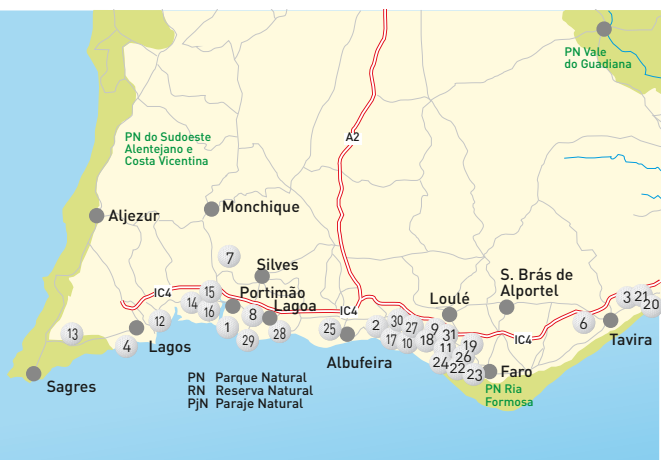 PN Vale
do Guadiana
A2
PN do Sudoeste
Alentejano e
Costa Vicentina
Aljezur
Monchique
7
Silves
S. Brás de
Alportel
IC4
15
14
16
Portimão
Lagoa
IC4
Loulé
3
21
20
13
12
4
Lagos
1
8
29
28
25
Albufeira
2
30
27
9
17
10
18
31
11
19
26
24
22
23
IC4
6
Tavira
Sagres
Faro
PN Ria
Formosa
PN Parque Natural
RN Reserva Natural
PjN Paraje Natural